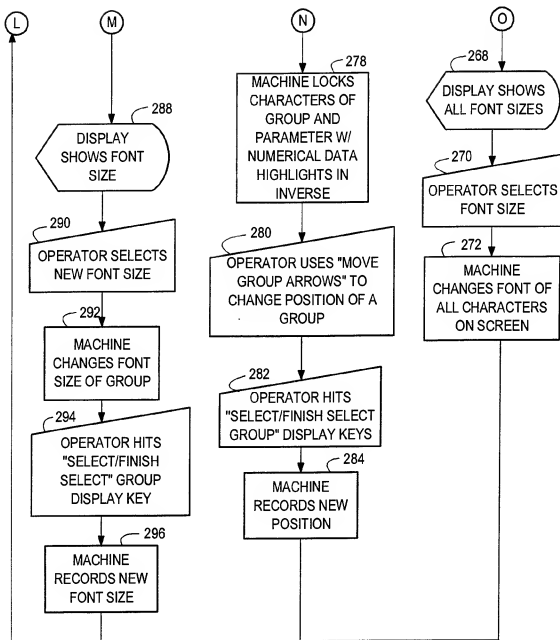 L
M
N
O
288
DISPLAY
SHOWS FONT
SIZE
290
OPERATOR SELECTS
NEW FONT SIZE
292
MACHINE
CHANGES FONT
SIZE OF GROUP
294
OPERATOR HITS
"SELECT/FINISH
SELECT" GROUP
DISPLAY KEY
296
MACHINE
RECORDS NEW
FONT SIZE
278
MACHINE LOCKS
CHARACTERS OF
GROUP AND
PARAMETER W/
NUMERICAL DATA
HIGHLIGHTS IN
INVERSE
280
OPERATOR USES "MOVE
GROUP ARROWS" TO
CHANGE POSITION OF A
GROUP
282
OPERATOR HITS
"SELECT/FINISH SELECT
GROUP" DISPLAY KEYS
284
MACHINE
RECORDS NEW
POSITION
268
DISPLAY SHOWS
ALL FONT SIZES
270
OPERATOR SELECTS
FONT SIZE
272
MACHINE
CHANGES FONT OF
ALL CHARACTERS
ON SCREEN